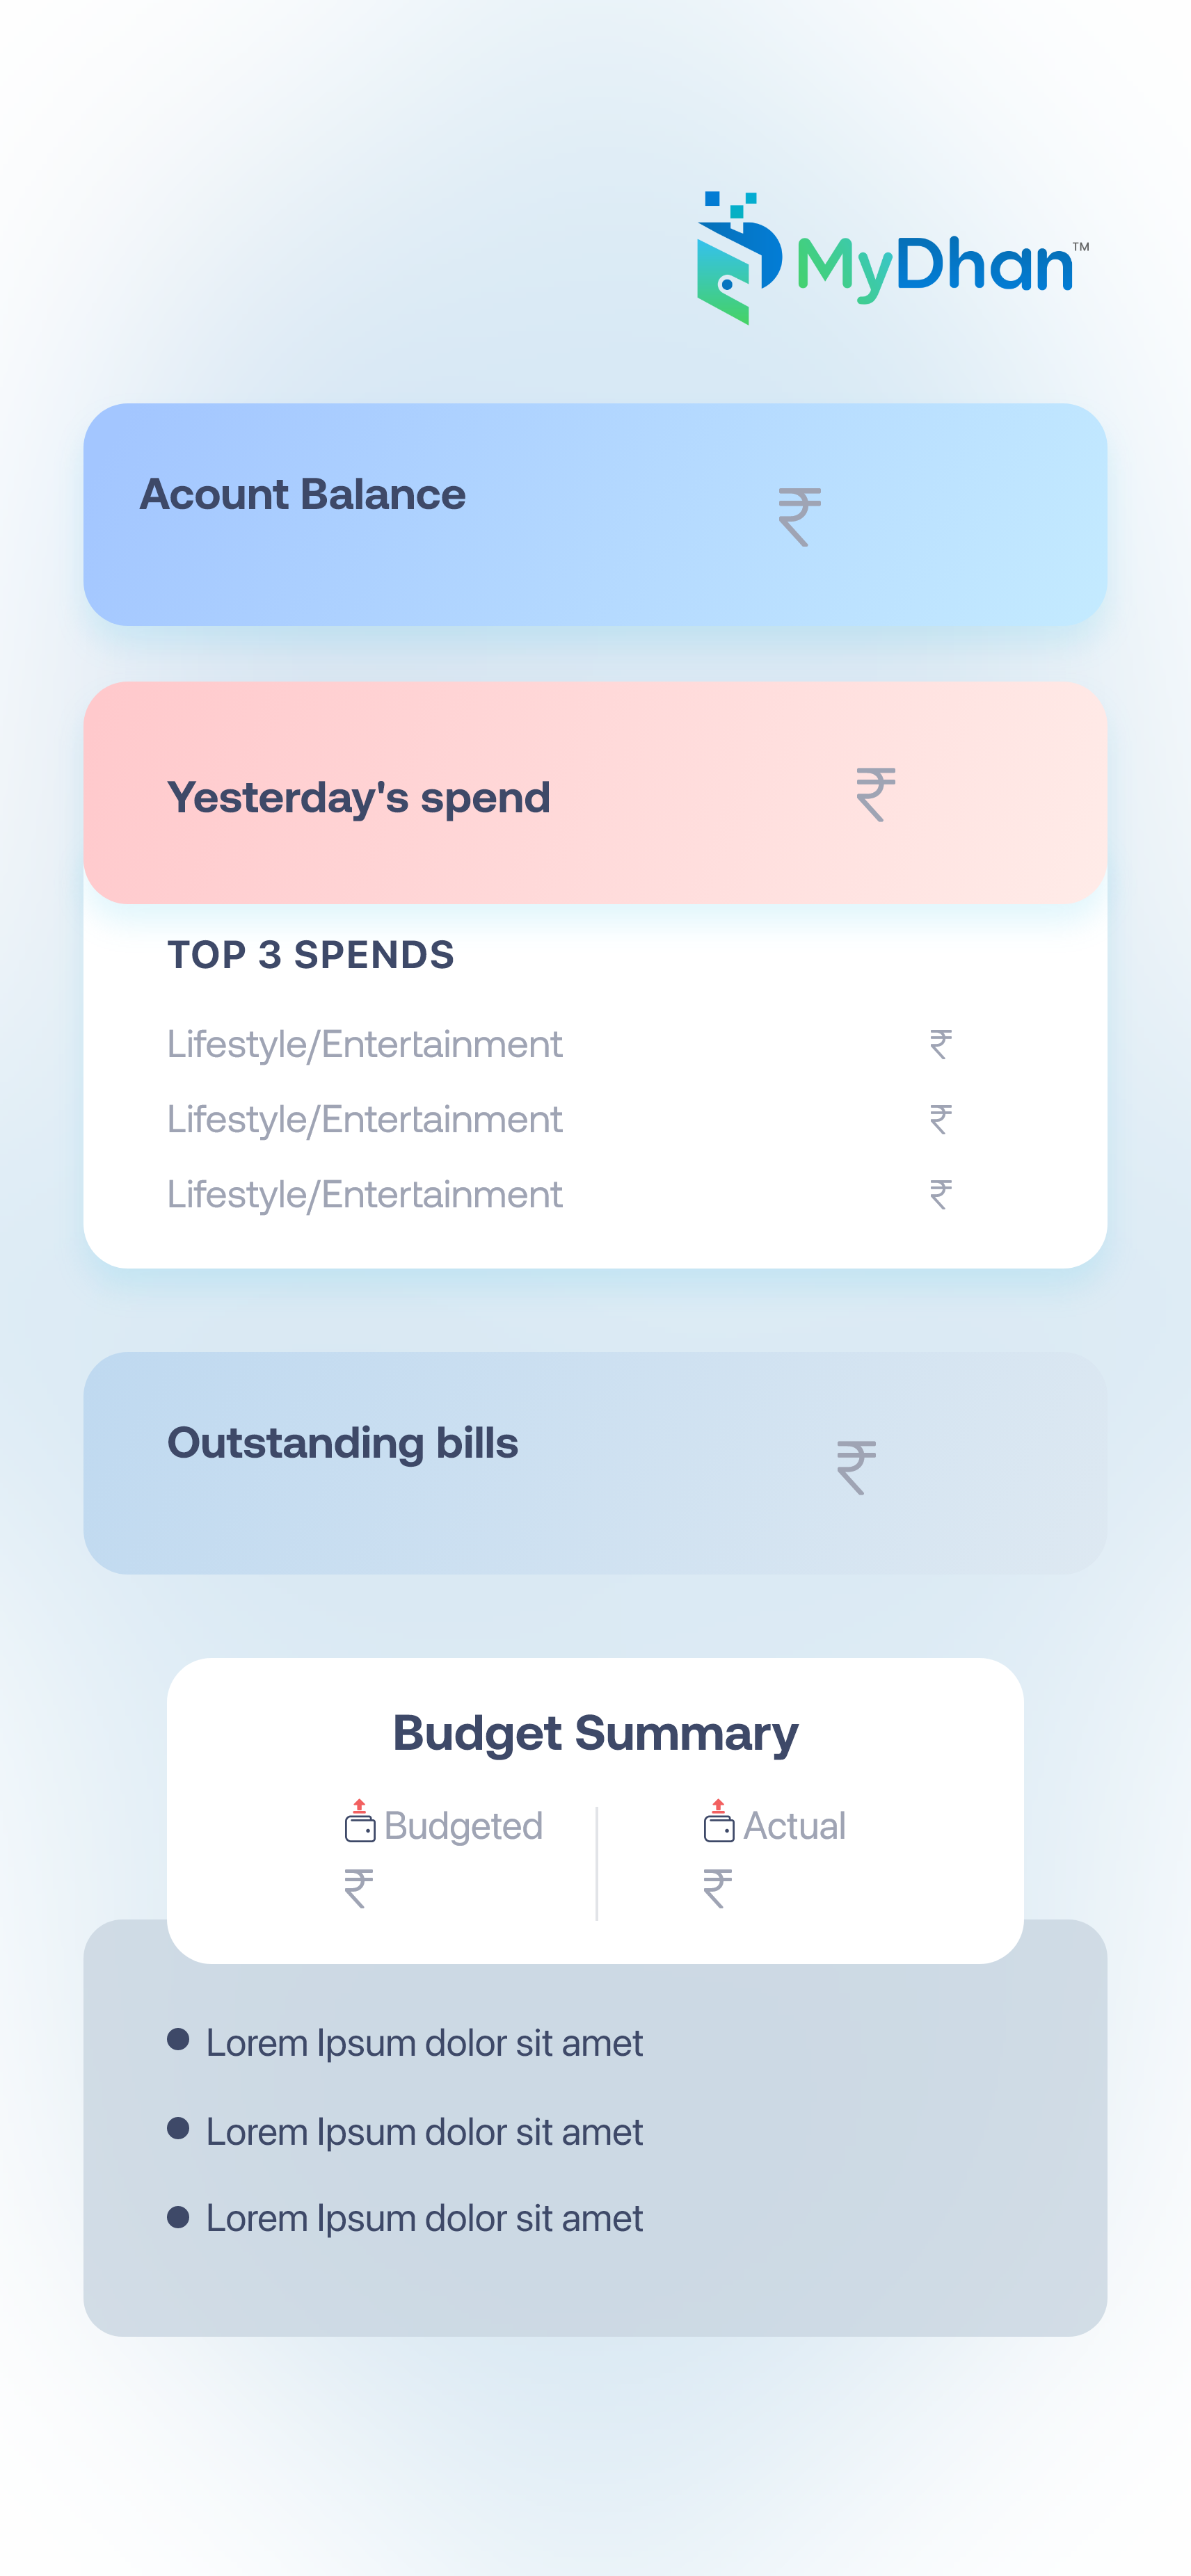 MyDhan™
Acount Balance ₹
Yesterday's spend ₹
TOP 3 SPENDS
Lifestyle/Entertainment ₹
Lifestyle/Entertainment ₹
Lifestyle/Entertainment ₹
Outstanding bills ₹
Budget Summary
Budgeted Actual
₹ ₹
Lorem Ipsum dolor sit amet
Lorem Ipsum dolor sit amet
Lorem Ipsum dolor sit amet